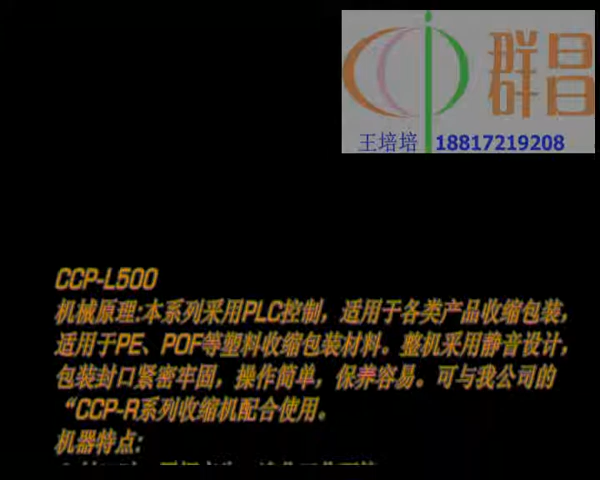 群昌
王培培 18817219208
CCP-L500
机械原理:本系列采用PLC控制，适用于各类产品收缩包装，
适用于PE、POF等塑料收缩包装材料。整机采用静音设计，
包装封口紧密牢固，操作简单，保养容易。可与我公司的
“CCP-R系列收缩机配合使用。
机器特点: